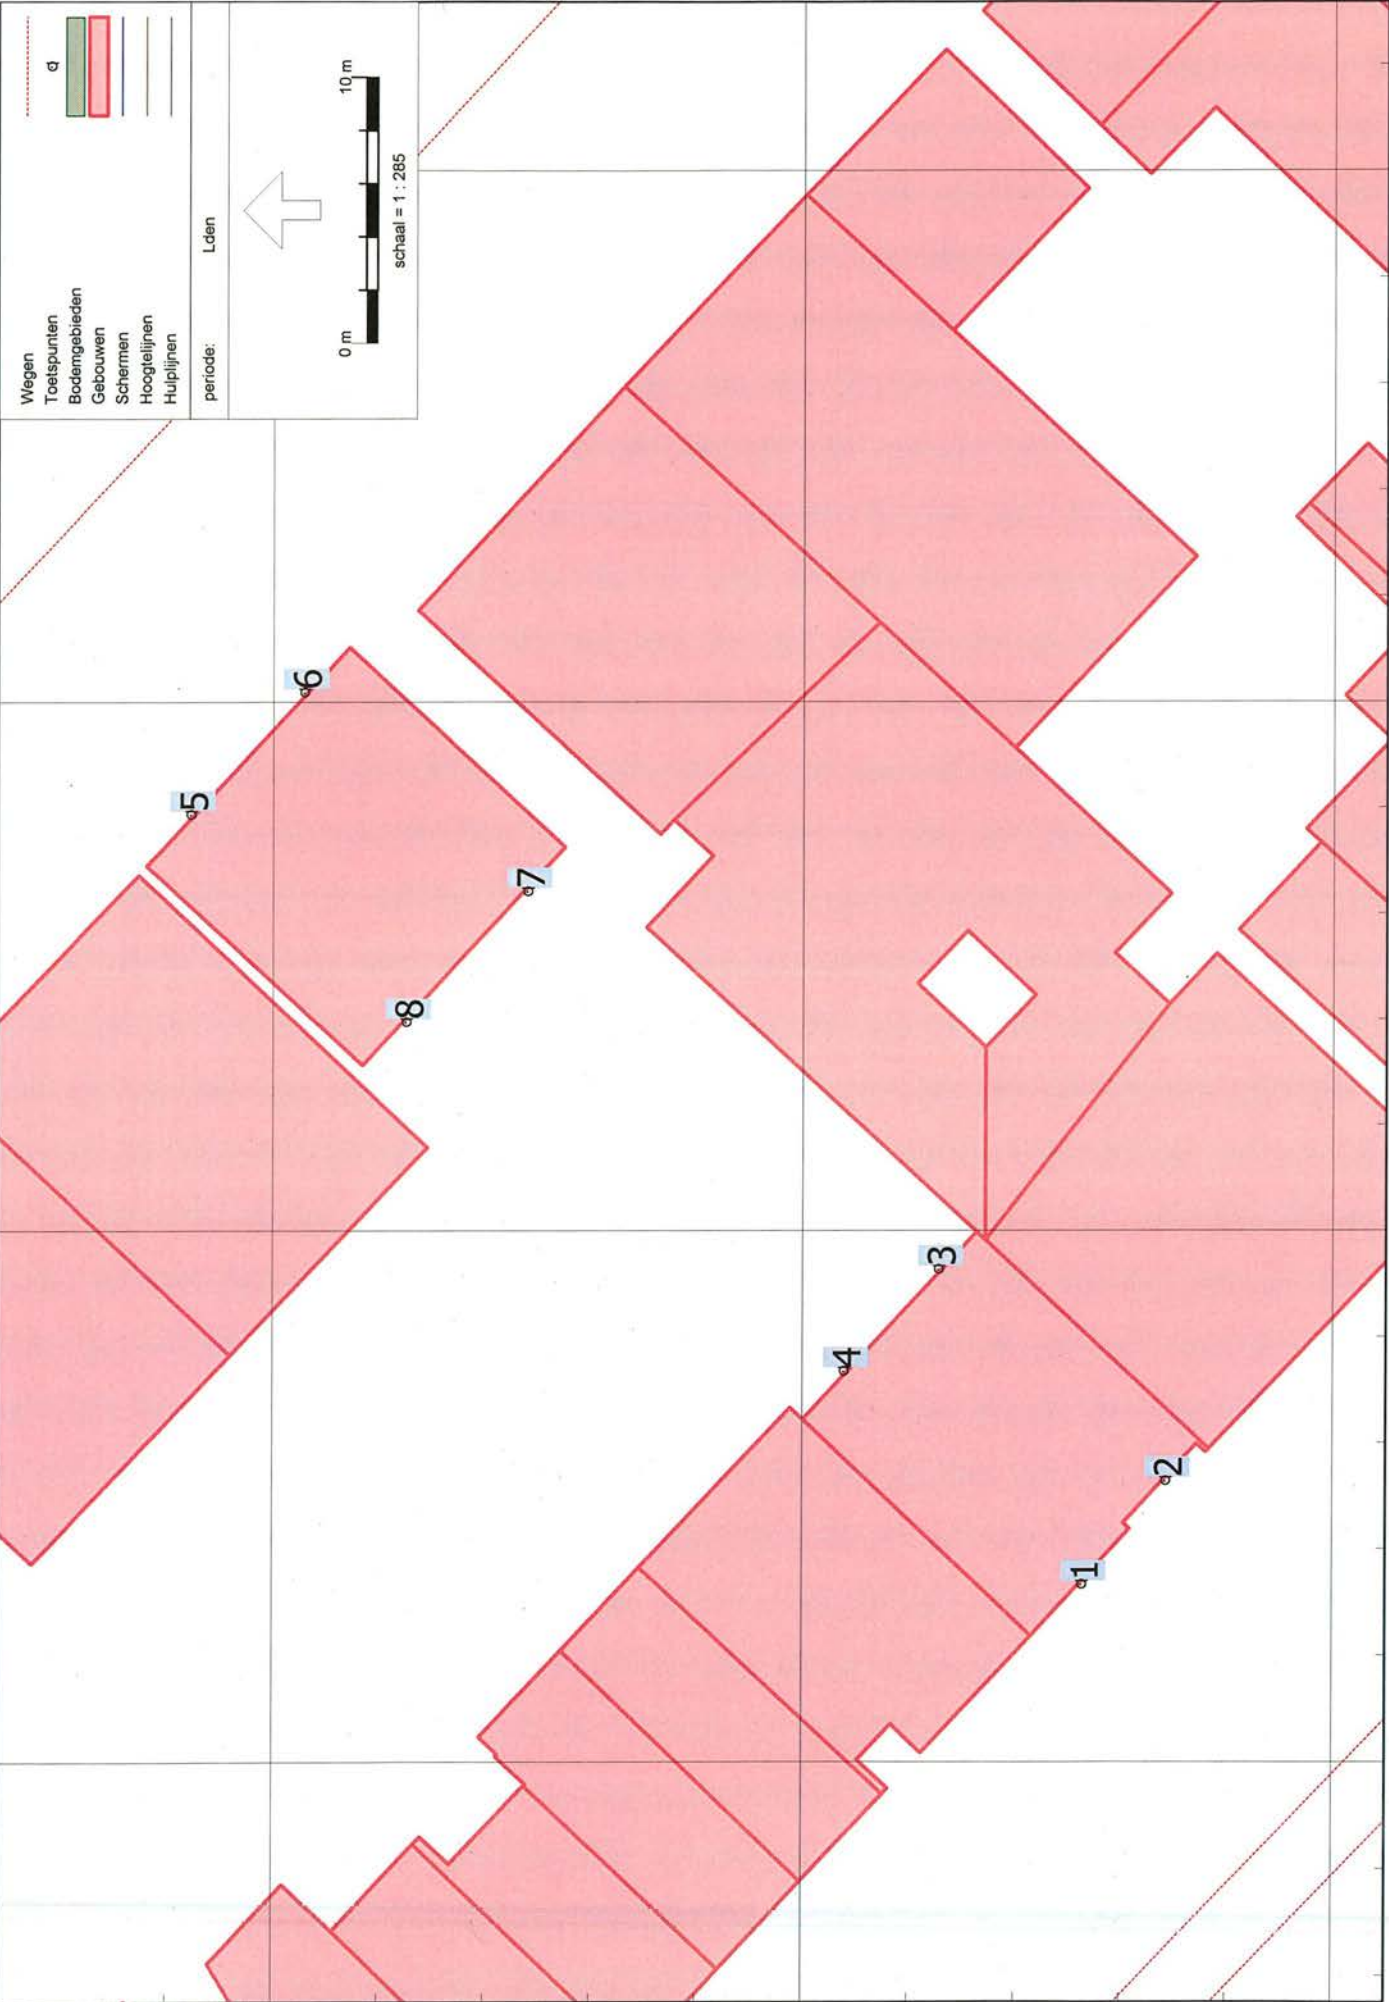 Wegen
Toetspunten
Bodemgebieden
Gebouwen
Schermen
Hoogtelijnen
Hulplijnen
periode: Lden
0 m 10 m
schaal = 1 : 285
6
5
7
8
3
4
2
1